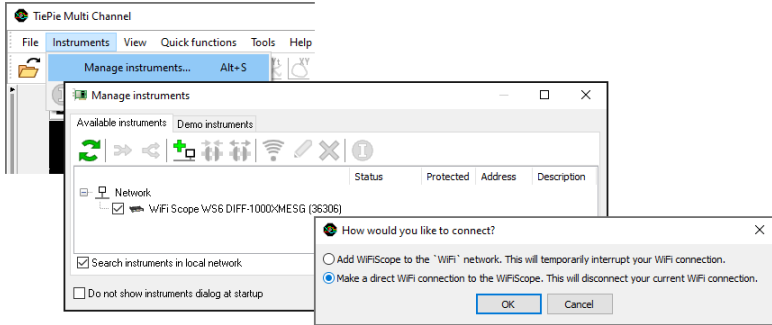 TiePie Multi Channel
File Instruments View Quick functions Tools Help
Manage instruments... Alt+S
Manage instruments
Available instruments Demo instruments
Status Protected Address Description
Network
WiFi Scope WS6 DIFF-1000XMESG (36306)
Search instruments in local network
Do not show instruments dialog at startup
How would you like to connect?
Add WiFiScope to the `WiFi` network. This will temporarily interrupt your WiFi connection.
Make a direct WiFi connection to the WiFiScope. This will disconnect your current WiFi connection.
OK Cancel